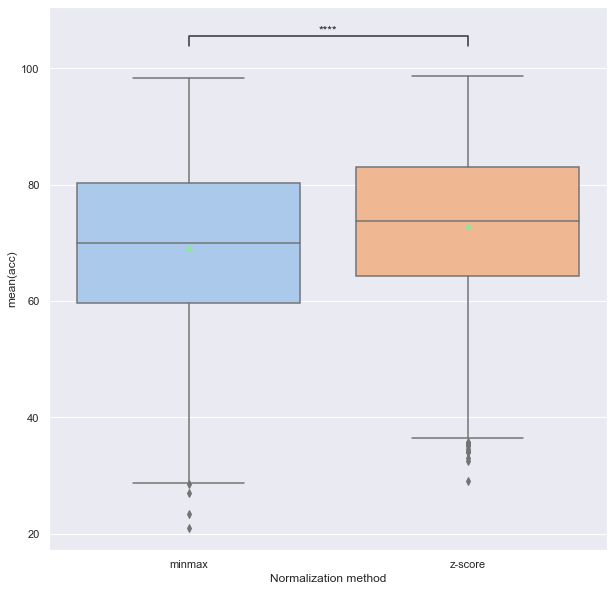 ****
100
80
60
40
20
mean(acc)
minmax
z-score
Normalization method